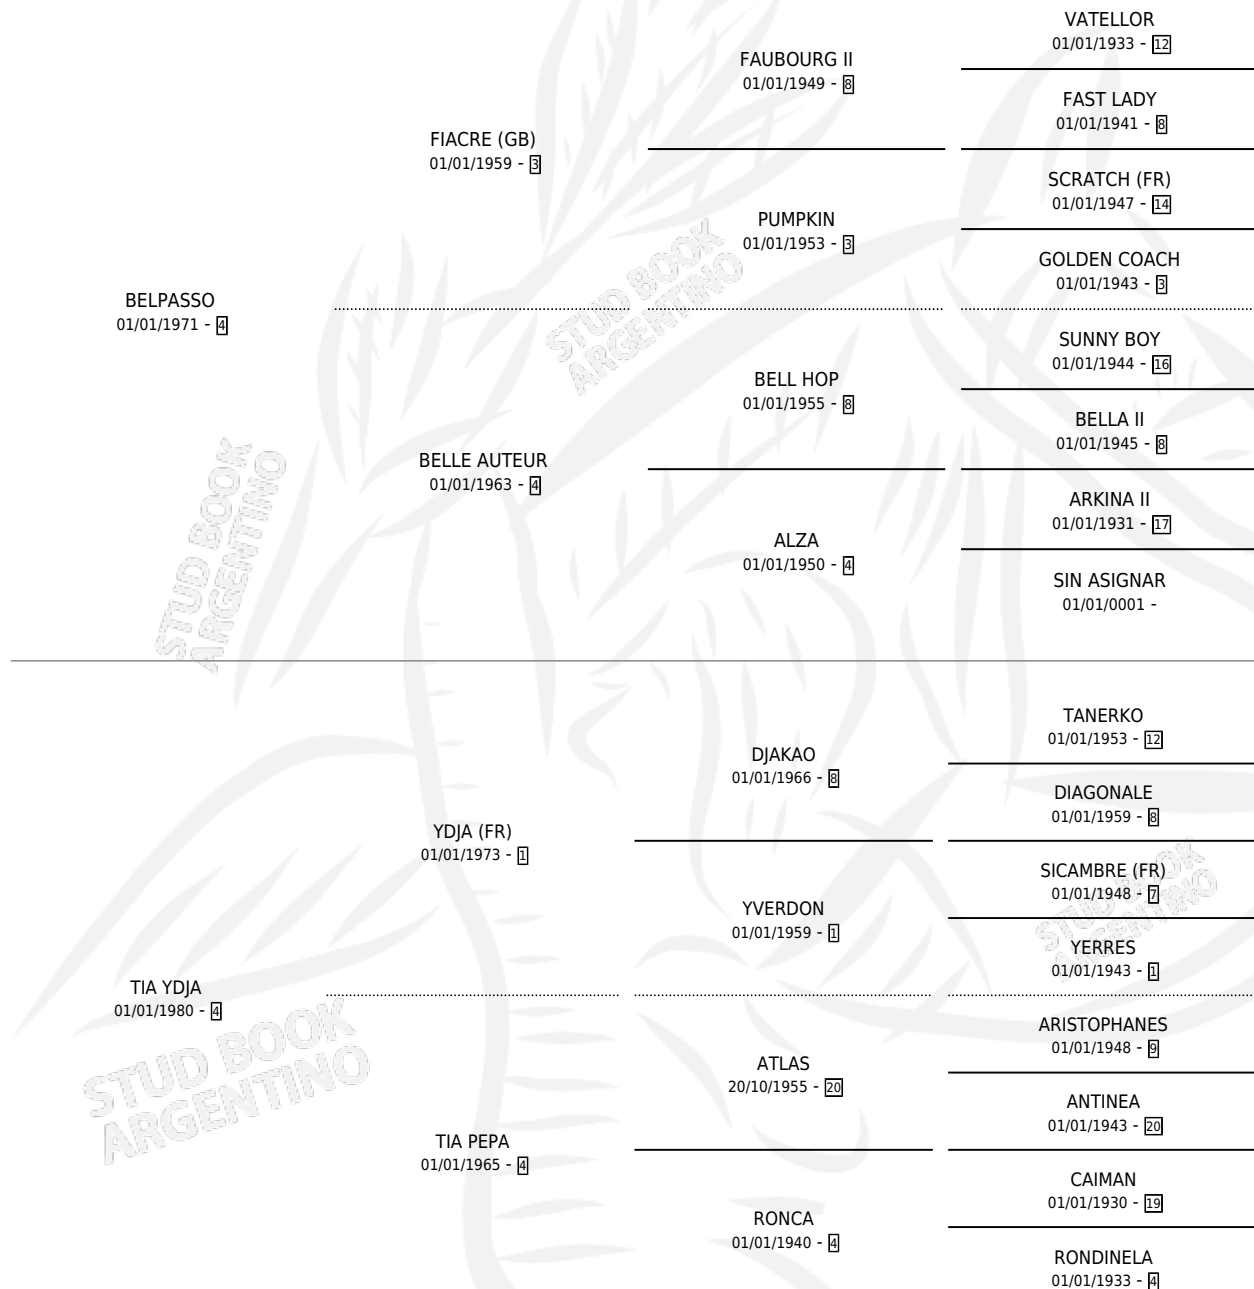 VATELLOR
01/01/1933 - 12
FAUBOURG II
01/01/1949 - 8
FAST LADY
01/01/1941 - 8
FIACRE (GB)
01/01/1959 - 3
SCRATCH (FR)
01/01/1947 - 14
PUMPKIN
01/01/1953 - 3
GOLDEN COACH
01/01/1943 - 3
BELPASSO
01/01/1971 - 4
STUD BOOK
ARGENTINO
SUNNY BOY
01/01/1944 - 16
BELL HOP
01/01/1955 - 8
BELLA II
01/01/1945 - 8
BELLE AUTEUR
01/01/1963 - 4
ARKINA II
01/01/1931 - 17
ALZA
01/01/1950 - 4
SIN ASIGNAR
01/01/0001 -
STUD BOOK
ARGENTINO
TANERKO
01/01/1953 - 12
DJAKAO
01/01/1966 - 8
DIAGONALE
01/01/1959 - 8
YDJA (FR)
01/01/1973 - 1
SICAMBRE (FR)
01/01/1948 - 7
YVERDON
01/01/1959 - 1
YERRES
01/01/1943 - 1
STUD BOOK
ARGENTINO
TIA YDJA
01/01/1980 - 4
STUD BOOK
ARGENTINO
ARISTOPHANES
01/01/1948 - 9
ATLAS
20/10/1955 - 20
ANTINEA
01/01/1943 - 20
TIA PEPA
01/01/1965 - 4
CAIMAN
01/01/1930 - 19
RONCA
01/01/1940 - 4
RONDINELA
01/01/1933 - 4